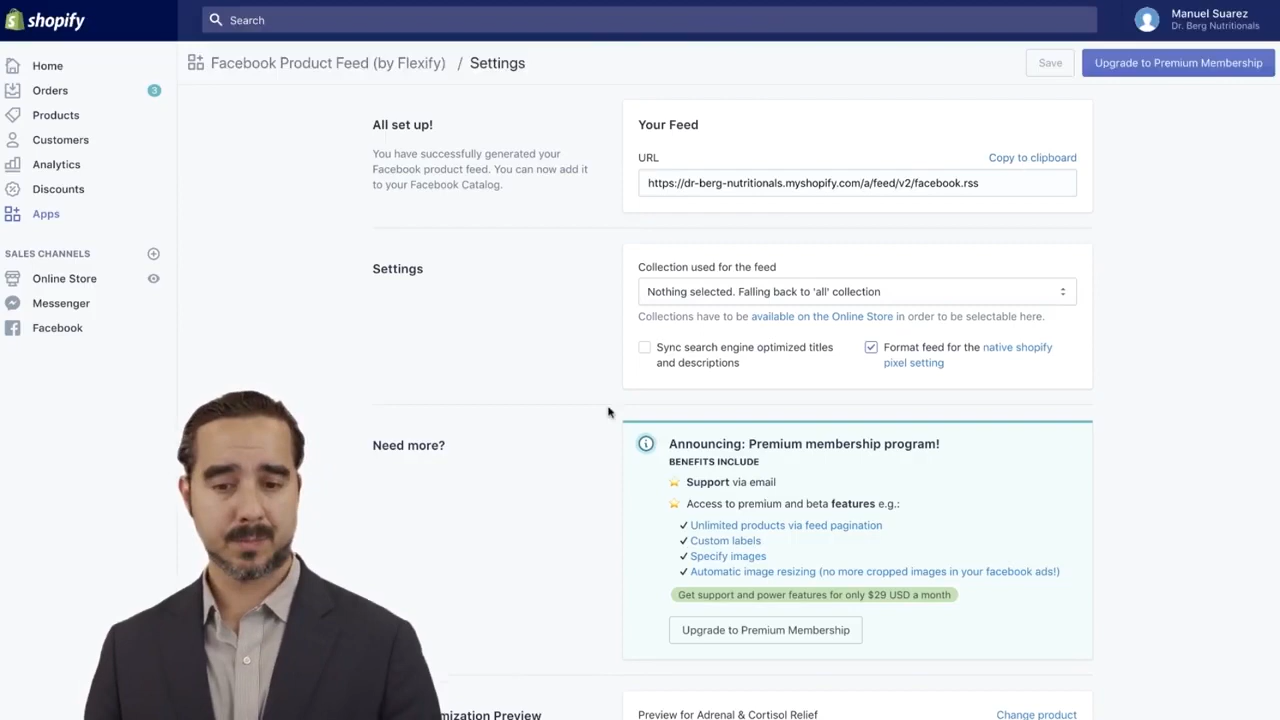 shopify
Search
Manuel Suarez
Dr. Berg Nutritionals
Home
Orders
3
Products
Customers
Analytics
Discounts
Apps
SALES CHANNELS
Online Store
Messenger
Facebook
Facebook Product Feed (by Flexify) / Settings
Save
Upgrade to Premium Membership
All set up!
You have successfully generated your
Facebook product feed. You can now add it
to your Facebook Catalog.
Your Feed
URL
Copy to clipboard
https://dr-berg-nutritionals.myshopify.com/a/feed/v2/facebook.rss
Settings
Collection used for the feed
Nothing selected. Falling back to 'all' collection
Collections have to be available on the Online Store in order to be selectable here.
Sync search engine optimized titles
and descriptions
Format feed for the native shopify
pixel setting
Need more?
Announcing: Premium membership program!
BENEFITS INCLUDE
Support via email
Access to premium and beta features e.g.:
✓ Unlimited products via feed pagination
✓ Custom labels
✓ Specify images
✓ Automatic image resizing (no more cropped images in your facebook ads!)
Get support and power features for only $29 USD a month
Upgrade to Premium Membership
mization Preview
Preview for Adrenal & Cortisol Relief
Change product